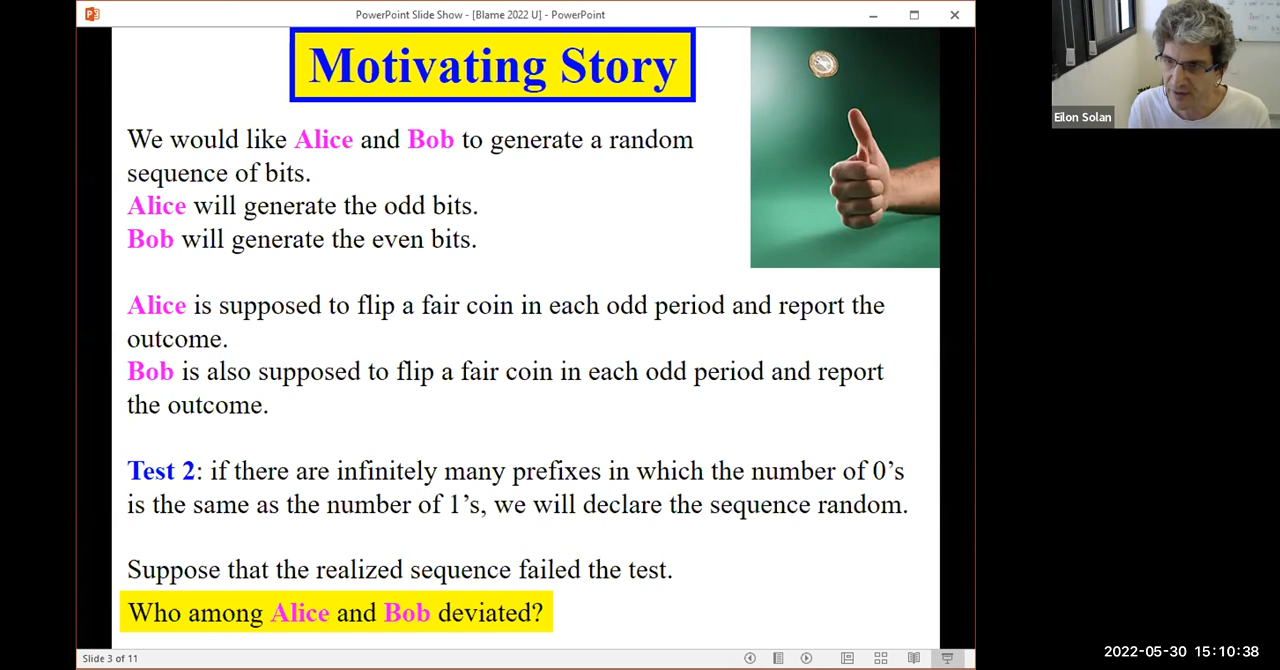 PowerPoint Slide Show - [Blame 2022 U] - PowerPoint
Motivating Story
We would like Alice and Bob to generate a random
sequence of bits.
Alice will generate the odd bits.
Bob will generate the even bits.
Alice is supposed to flip a fair coin in each odd period and report the
outcome.
Bob is also supposed to flip a fair coin in each odd period and report
the outcome.
Test 2: if there are infinitely many prefixes in which the number of 0’s
is the same as the number of 1’s, we will declare the sequence random.
Suppose that the realized sequence failed the test.
Who among Alice and Bob deviated?
Slide 3 of 11
Eilon Solan
2022-05-30 15:10:38